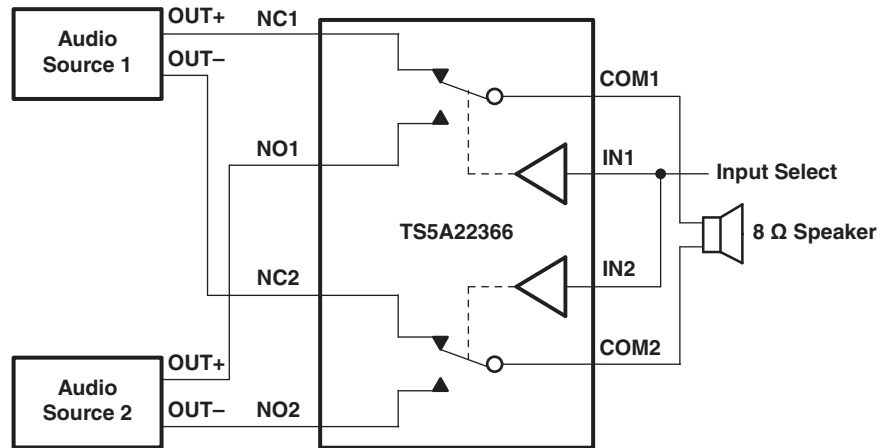 OUT+
NC1
Audio
Source 1
OUT–
COM1
NO1
IN1
Input Select
TS5A22366
8 Ω Speaker
NC2
IN2
OUT+
COM2
Audio
Source 2
OUT–
NO2